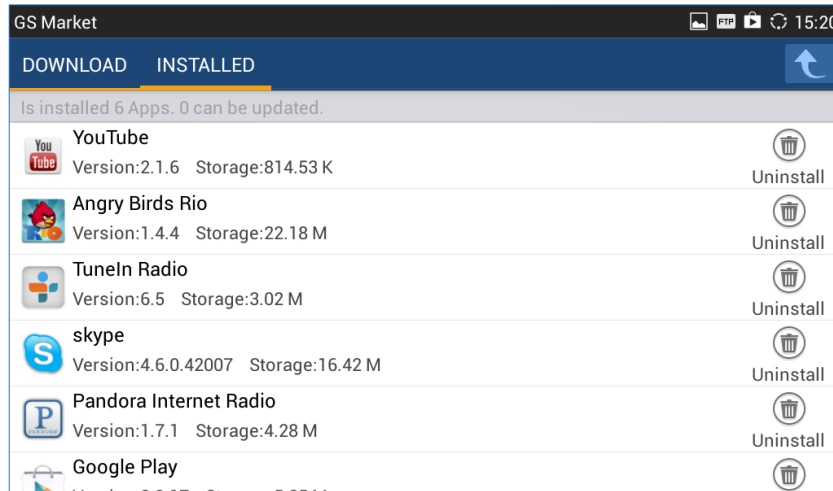 GS Market
FTP
15:20
DOWNLOAD INSTALLED
Is installed 6 Apps. 0 can be updated.
You
Tube
YouTube
Version:2.1.6 Storage:814.53 K
Uninstall
RIO
Angry Birds Rio
Version:1.4.4 Storage:22.18 M
Uninstall
TuneIn Radio
Version:6.5 Storage:3.02 M
Uninstall
S
skype
Version:4.6.0.42007 Storage:16.42 M
Uninstall
P
PANDORA
Pandora Internet Radio
Version:1.7.1 Storage:4.28 M
Uninstall
Google Play